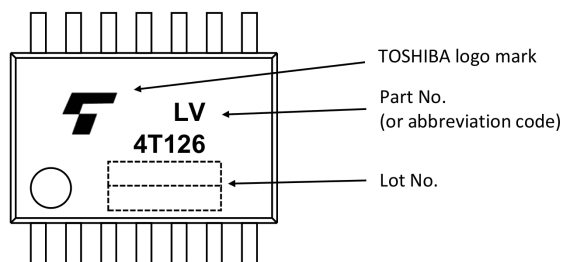 TOSHIBA logo mark
LV
Part No.
(or abbreviation code)
4T126
Lot No.